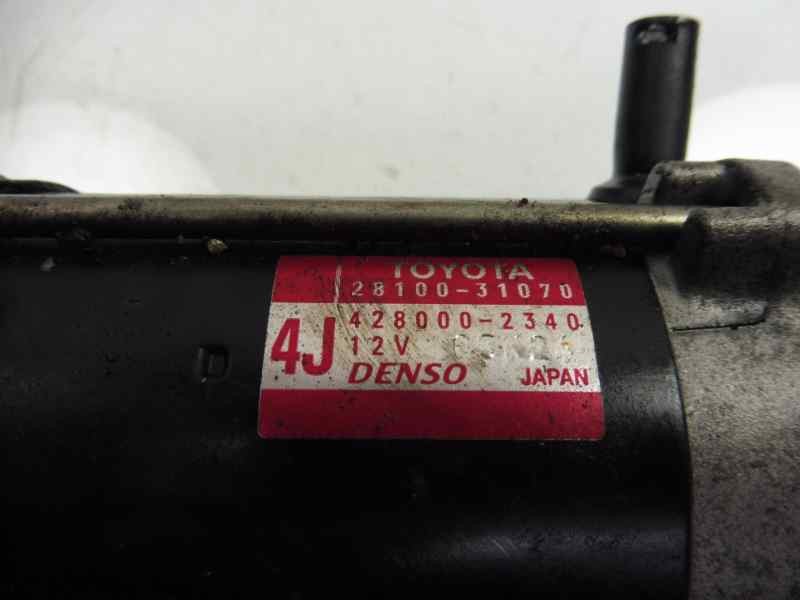 TOYOTA
28100-31070
4J
428000-2340
12V
DENSO JAPAN
D